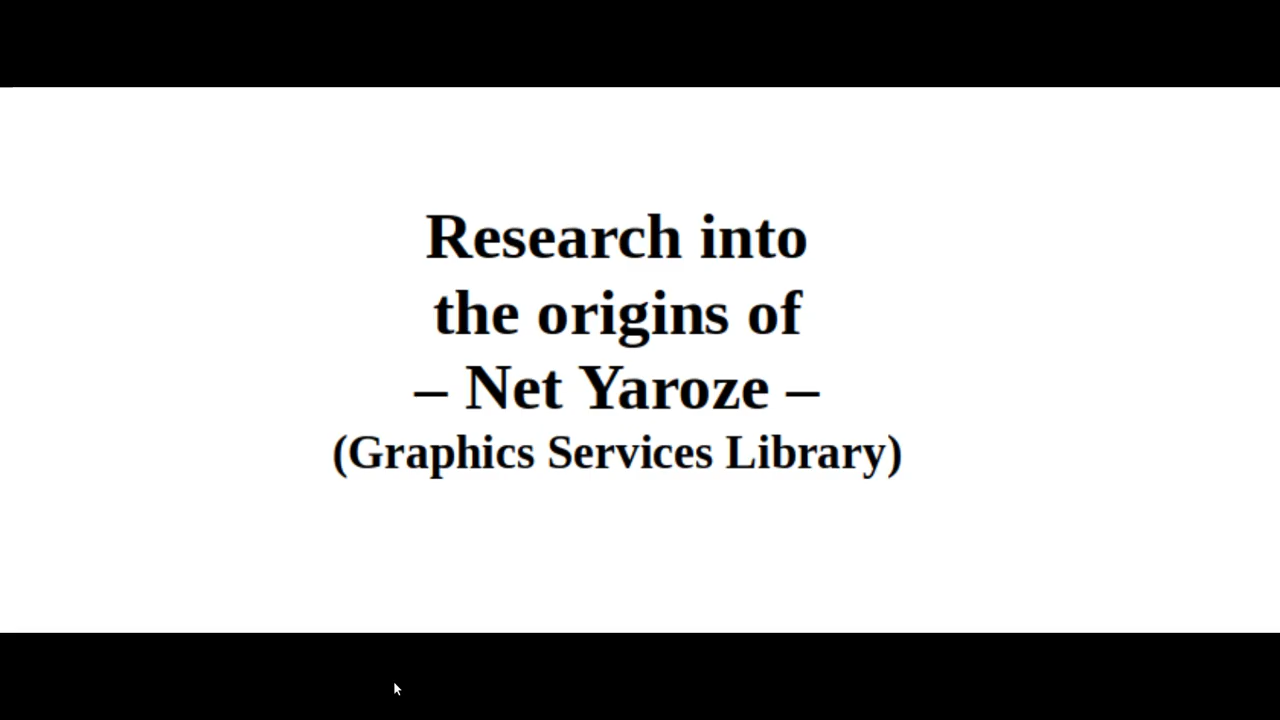 Research into
the origins of
– Net Yaroze –
(Graphics Services Library)